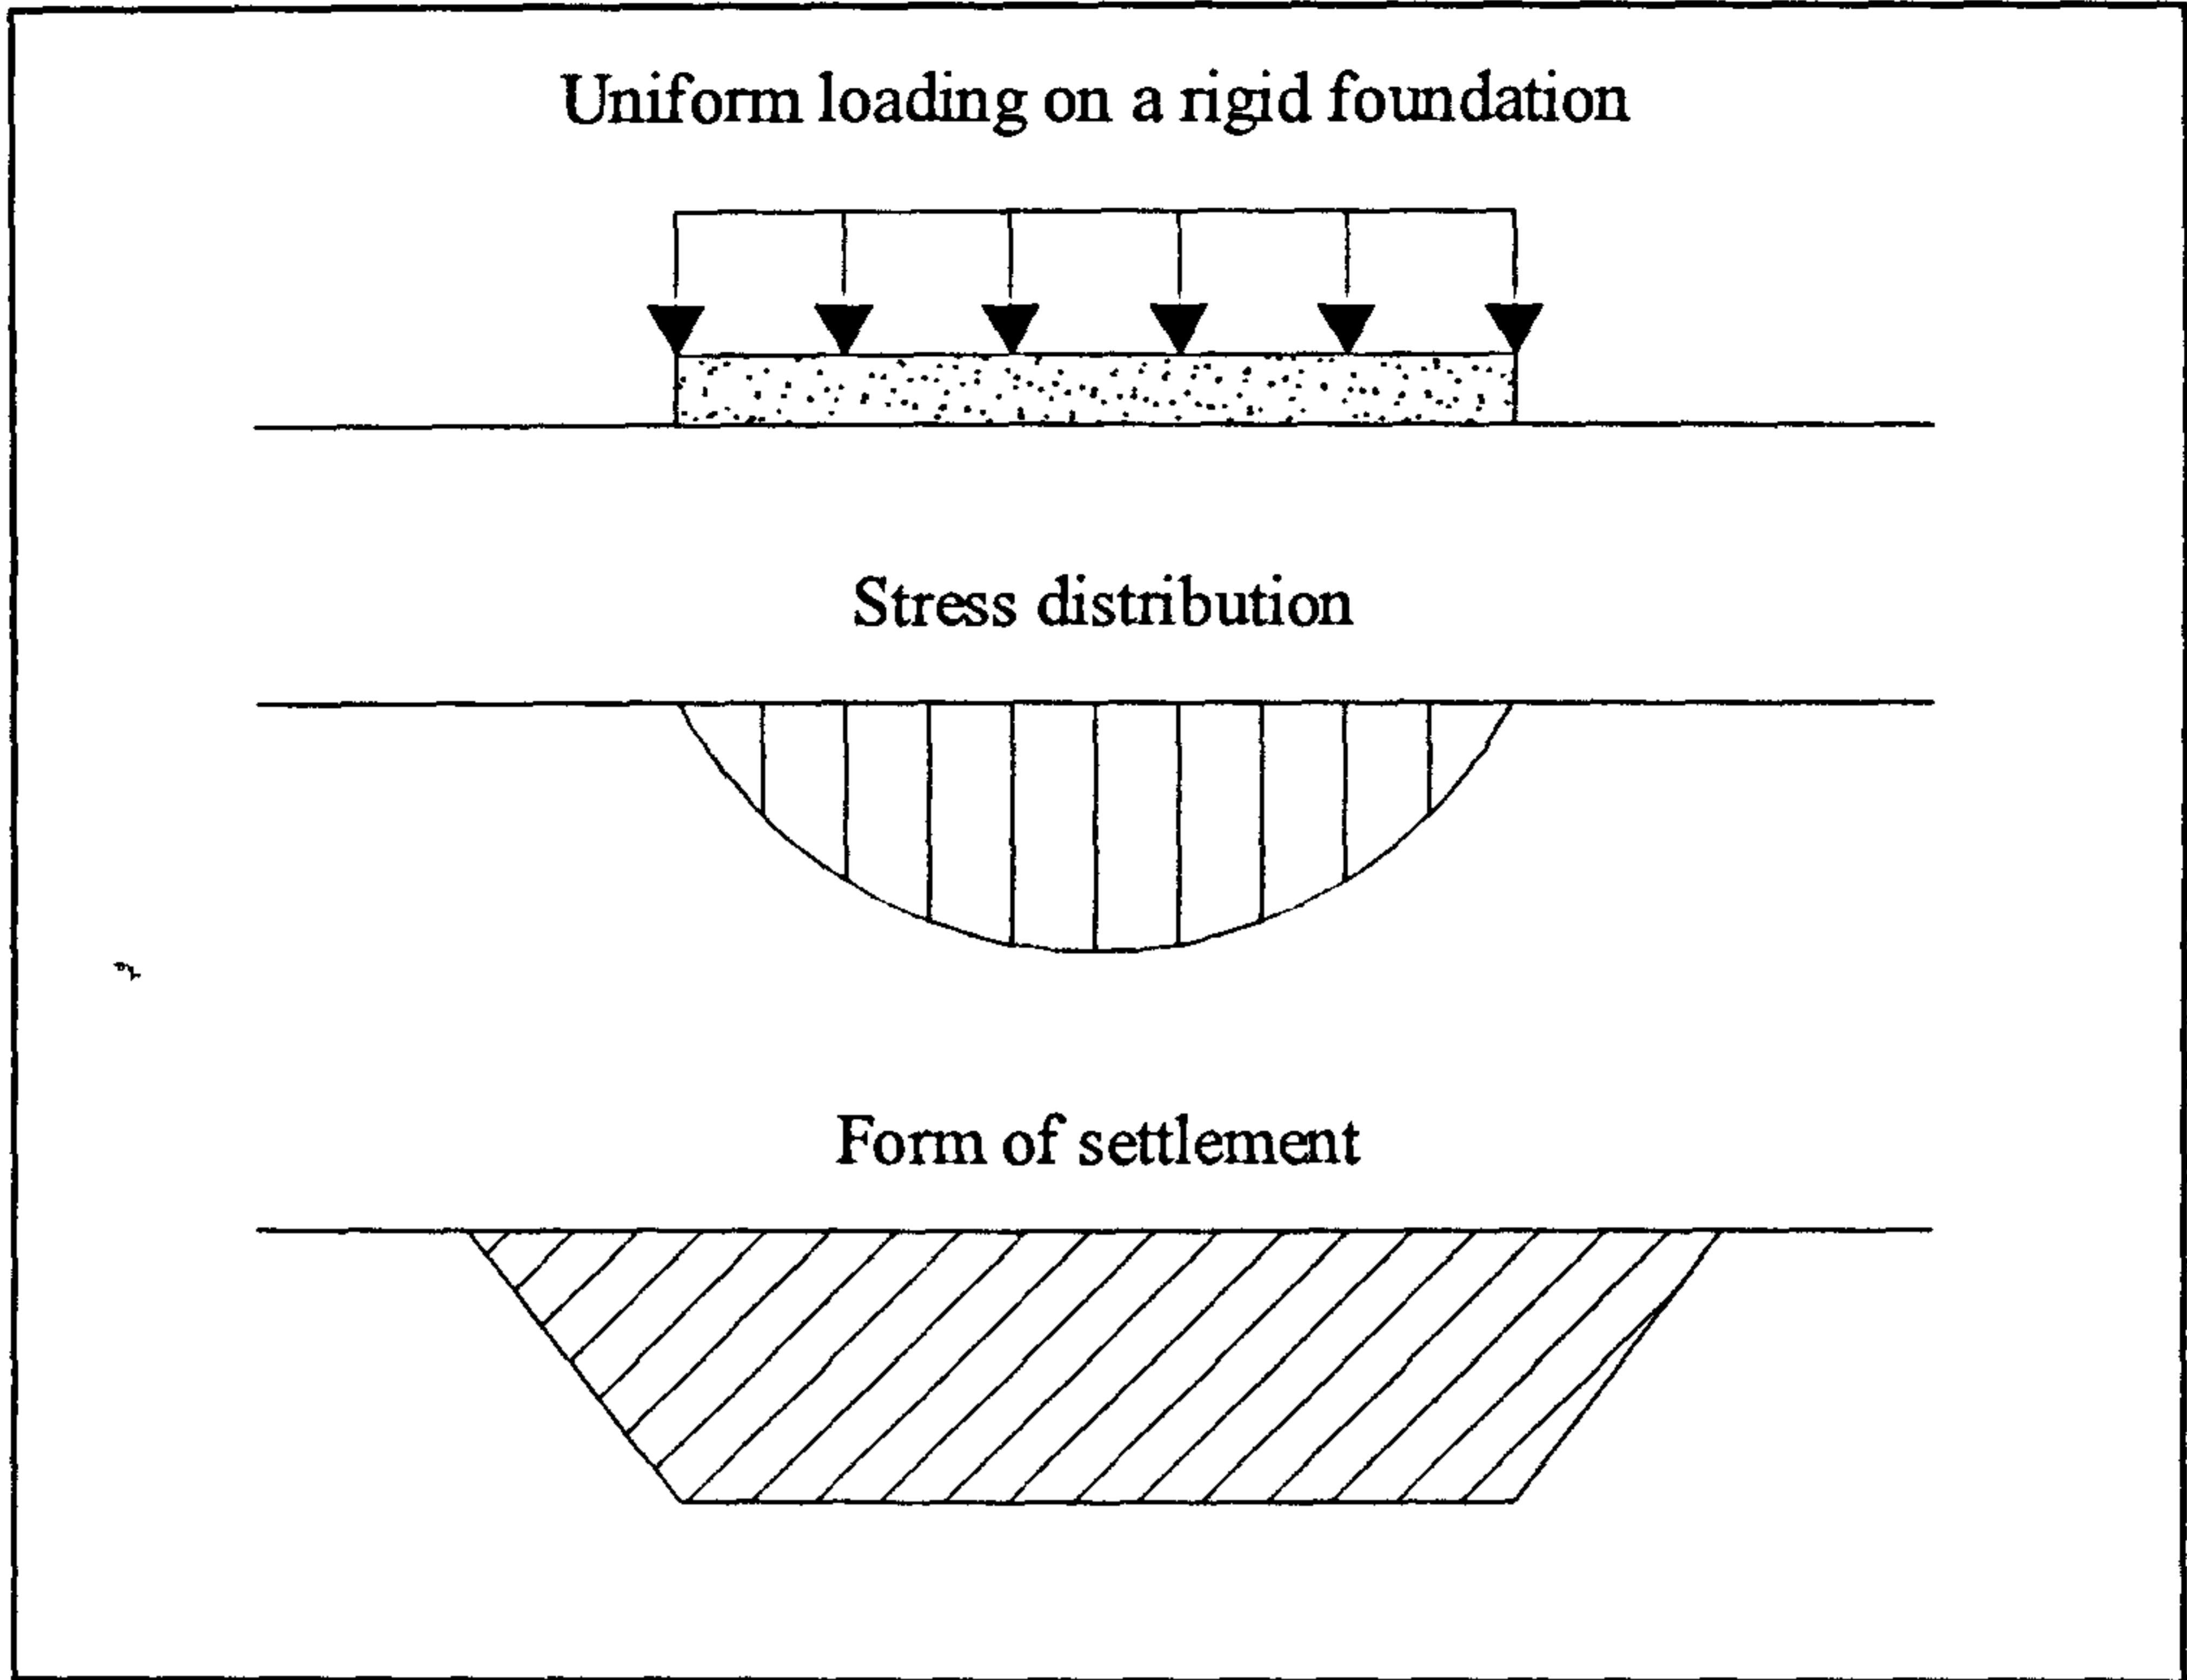 Uniform loading on a rigid foundation
Stress distribution
Form of settlement